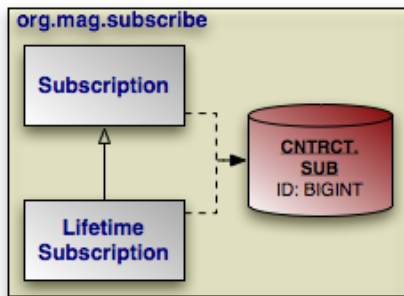 org.mag.subscribe
Subscription
CNTRCT.
SUB
ID: BIGINT
Lifetime
Subscription